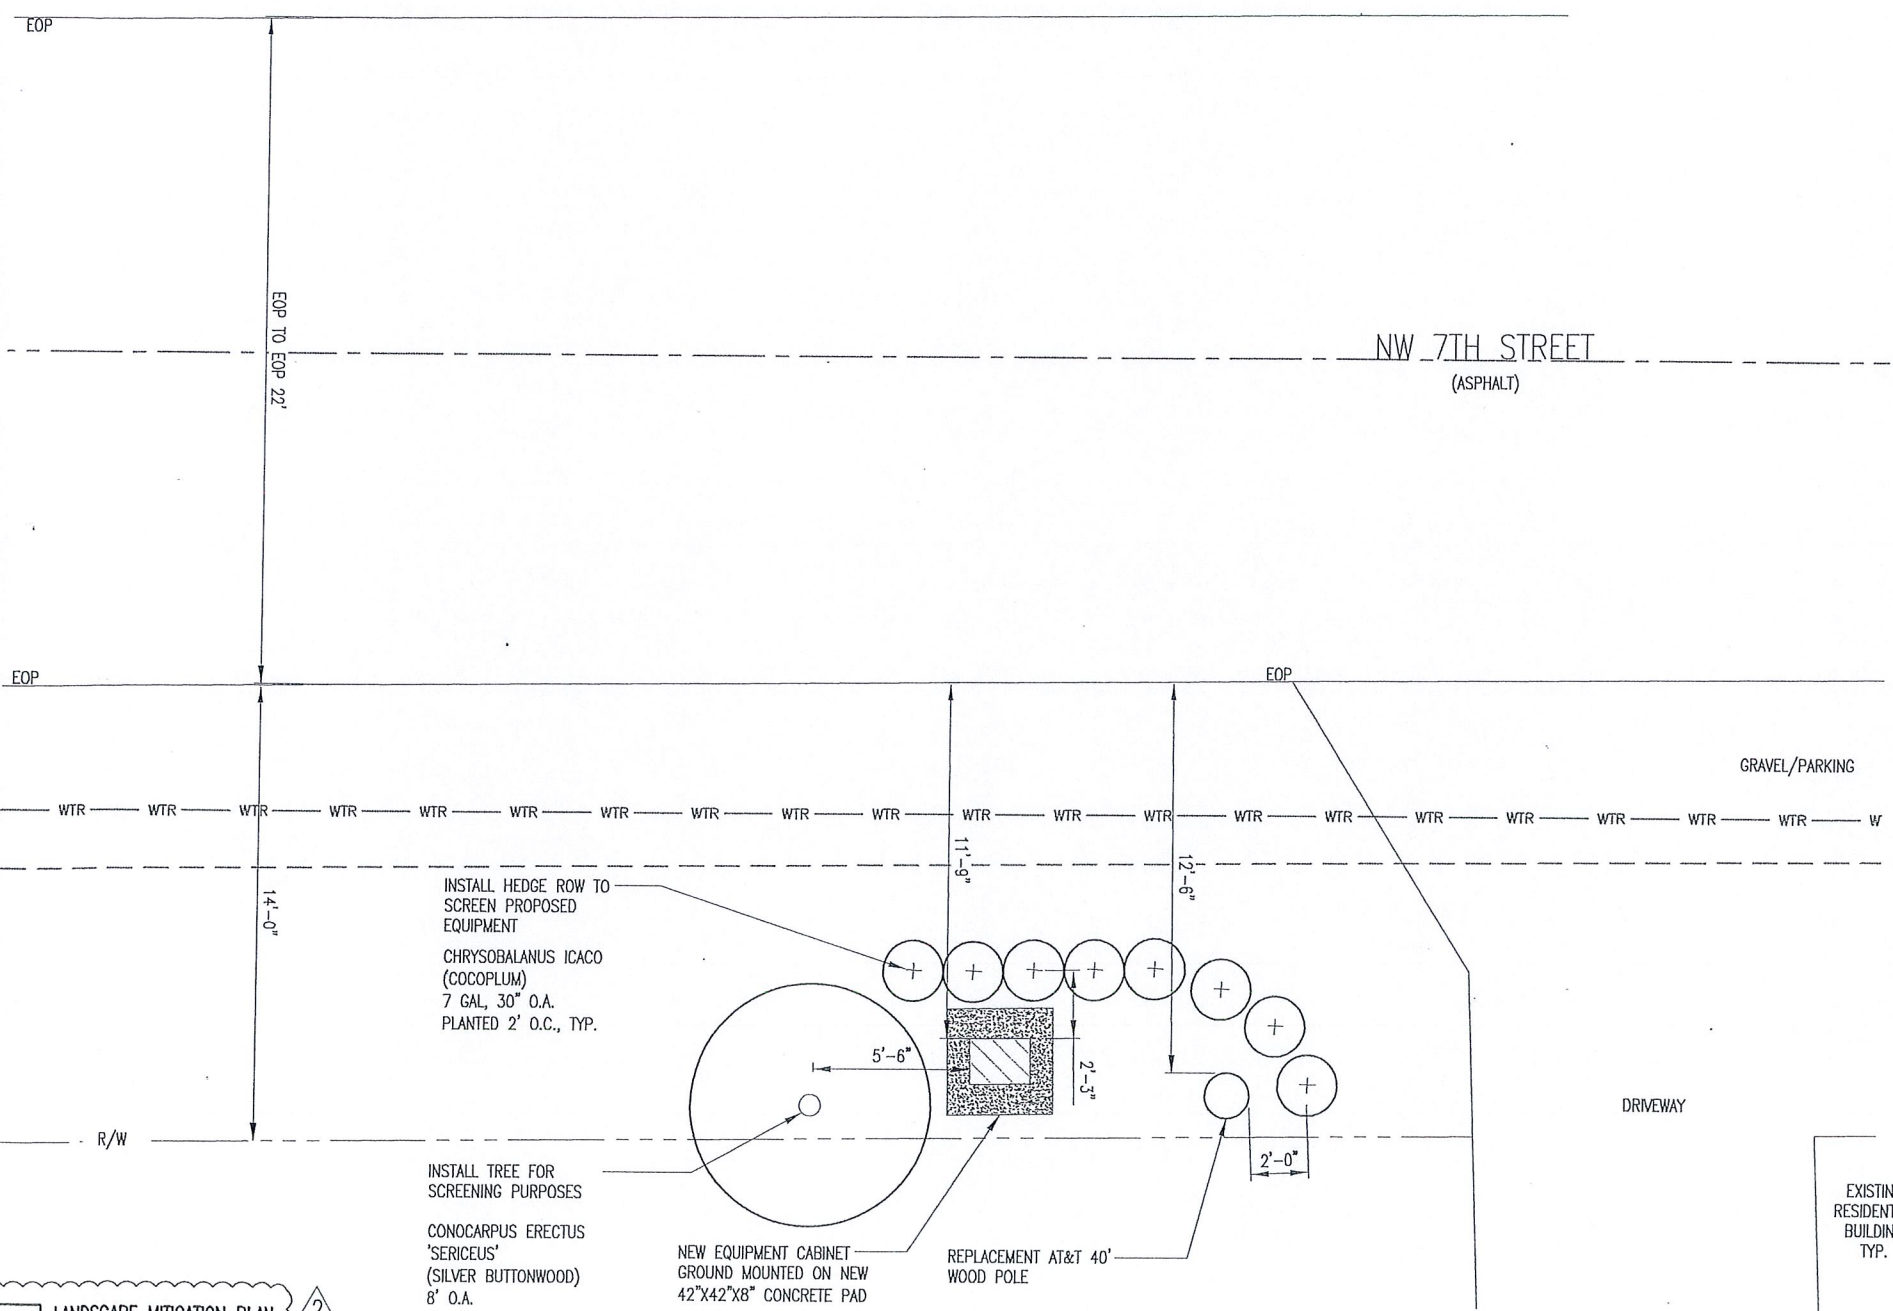 EOP
EOP TO EOP 22'
NW 7TH STREET
(ASPHALT)
EOP
EOP
GRAVEL/PARKING
WTR WTR WTR WTR WTR WTR WTR WTR WTR WTR WTR WTR WTR WTR WTR WTR WTR WTR WTR WTR W
14'-0"
11'-9"
12'-6"
INSTALL HEDGE ROW TO
SCREEN PROPOSED
EQUIPMENT
CHRYSOBALANUS ICACO
(COCOPLUM)
7 GAL, 30" O.A.
PLANTED 2' O.C., TYP.
5'-6"
2'-3"
DRIVEWAY
R/W
2'-0"
INSTALL TREE FOR
SCREENING PURPOSES
CONOCARPUS ERECTUS
'SERICEUS'
(SILVER BUTTONWOOD)
8' O.A.
NEW EQUIPMENT CABINET
GROUND MOUNTED ON NEW
42"X42"X8" CONCRETE PAD
REPLACEMENT AT&T 40'
WOOD POLE
EXISTIN
RESIDENT
BUILDIN
TYP.
LANDSCAPE MITIGATION PLAN
2